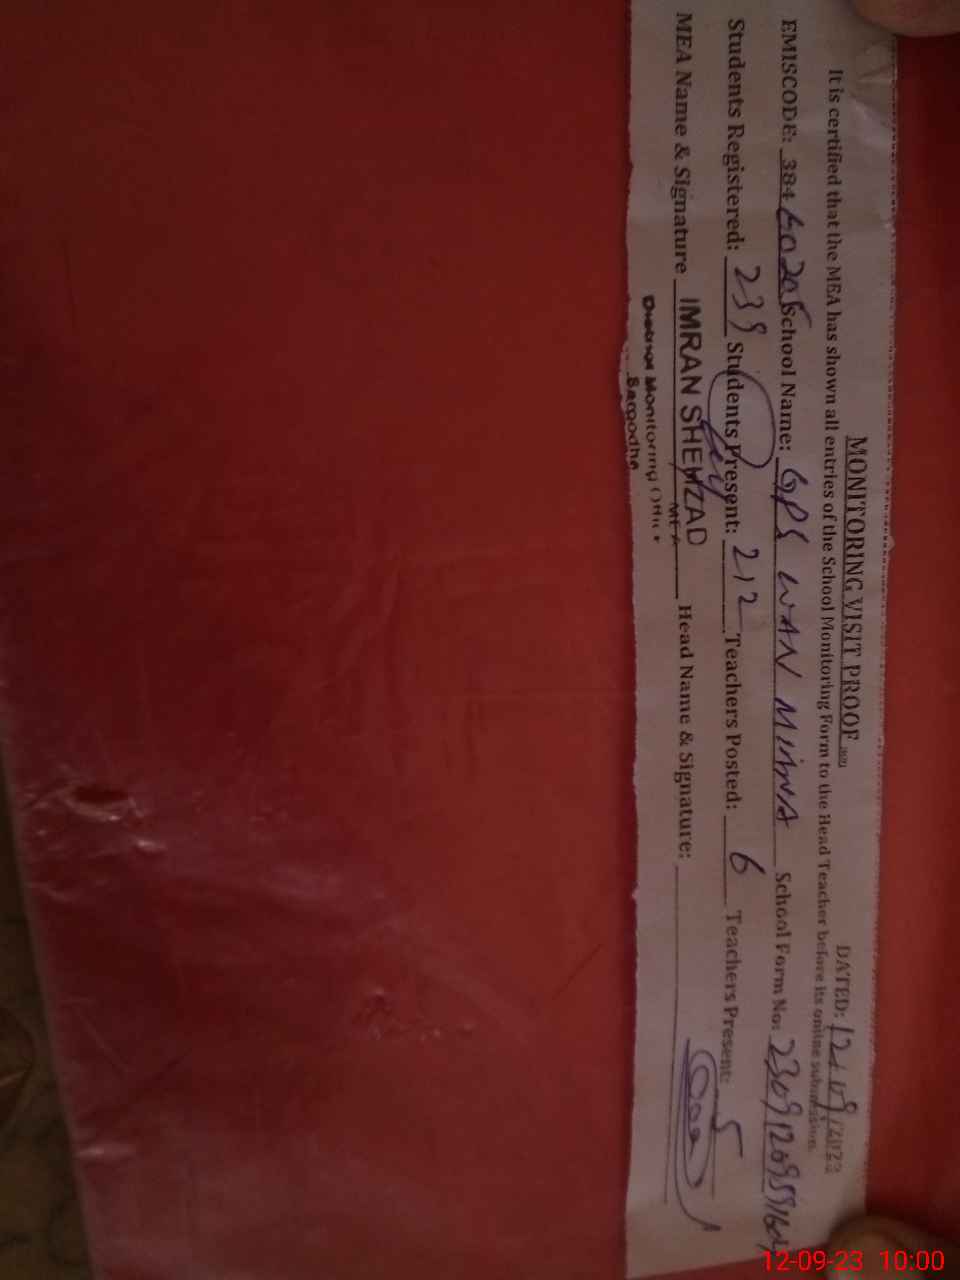 MONITORING VISIT PROOF
DATED: 12/09/2023
It is certified that the MEA has shown all entries of the School Monitoring Form to the Head Teacher before its online submission.
EMISCODE: 384 School Name: GPS WAN MIANA School Form No:
Students Registered: 239 Students Present: 212 Teachers Posted: 6 Teachers Present: 5
MEA Name & Signature IMRAN SHEHZAD Head Name & Signature:
MEA
District Monitoring Office
Sargodha
12-09-23 10:00